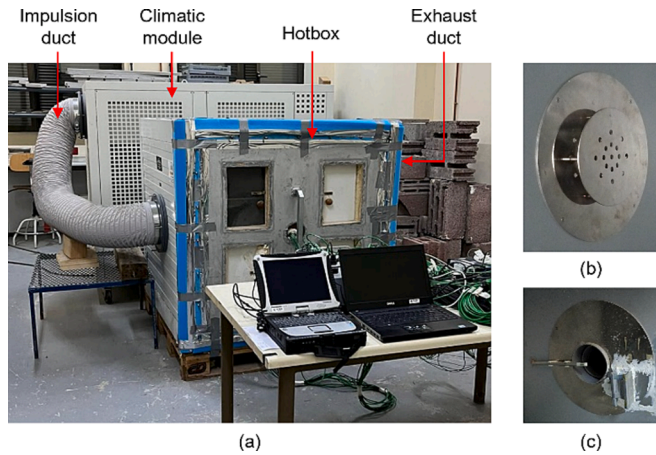 Impulsion
duct
Climatic
module
Hotbox
Exhaust
duct
(a)
(b)
(c)